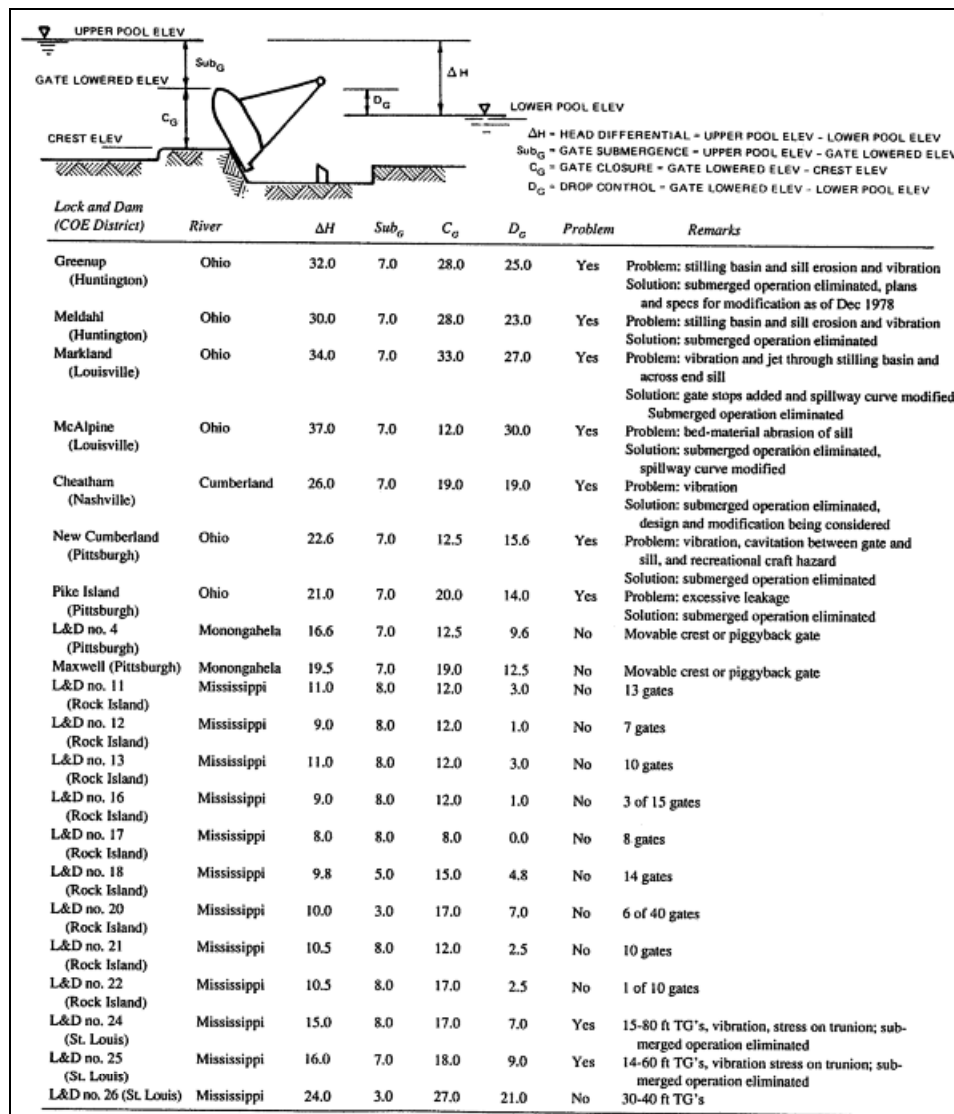 UPPER POOL ELEV
Sub_G
ΔH
GATE LOWERED ELEV
D_G
LOWER POOL ELEV
C_G
CREST ELEV
ΔH = HEAD DIFFERENTIAL = UPPER POOL ELEV - LOWER POOL ELEV
Sub_G = GATE SUBMERGENCE = UPPER POOL ELEV - GATE LOWERED ELEV
C_G = GATE CLOSURE = GATE LOWERED ELEV - CREST ELEV
D_G = DROP CONTROL = GATE LOWERED ELEV - LOWER POOL ELEV
Lock and Dam
(COE District) River ΔH Sub_G C_G D_G Problem Remarks
Greenup Ohio 32.0 7.0 28.0 25.0 Yes Problem: stilling basin and sill erosion and vibration
(Huntington) Solution: submerged operation eliminated, plans
and specs for modification as of Dec 1978
Meldahl Ohio 30.0 7.0 28.0 23.0 Yes Problem: stilling basin and sill erosion and vibration
(Huntington) Solution: submerged operation eliminated
Markland Ohio 34.0 7.0 33.0 27.0 Yes Problem: vibration and jet through stilling basin and
(Louisville) across end sill
Solution: gate stops added and spillway curve modified
Submerged operation eliminated
McAlpine Ohio 37.0 7.0 12.0 30.0 Yes Problem: bed-material abrasion of sill
(Louisville) Solution: submerged operation eliminated,
spillway curve modified
Cheatham Cumberland 26.0 7.0 19.0 19.0 Yes Problem: vibration
(Nashville) Solution: submerged operation eliminated,
design and modification being considered
New Cumberland Ohio 22.6 7.0 12.5 15.6 Yes Problem: vibration, cavitation between gate and
(Pittsburgh) sill, and recreational craft hazard
Solution: submerged operation eliminated
Pike Island Ohio 21.0 7.0 20.0 14.0 Yes Problem: excessive leakage
(Pittsburgh) Solution: submerged operation eliminated
L&D no. 4 Monongahela 16.6 7.0 12.5 9.6 No Movable crest or piggyback gate
(Pittsburgh)
Maxwell (Pittsburgh) Monongahela 19.5 7.0 19.0 12.5 No Movable crest or piggyback gate
L&D no. 11 Mississippi 11.0 8.0 12.0 3.0 No 13 gates
(Rock Island)
L&D no. 12 Mississippi 9.0 8.0 12.0 1.0 No 7 gates
(Rock Island)
L&D no. 13 Mississippi 11.0 8.0 12.0 3.0 No 10 gates
(Rock Island)
L&D no. 16 Mississippi 9.0 8.0 12.0 1.0 No 3 of 15 gates
(Rock Island)
L&D no. 17 Mississippi 8.0 8.0 8.0 0.0 No 8 gates
(Rock Island)
L&D no. 18 Mississippi 9.8 5.0 15.0 4.8 No 14 gates
(Rock Island)
L&D no. 20 Mississippi 10.0 3.0 17.0 7.0 No 6 of 40 gates
(Rock Island)
L&D no. 21 Mississippi 10.5 8.0 12.0 2.5 No 10 gates
(Rock Island)
L&D no. 22 Mississippi 10.5 8.0 17.0 2.5 No 1 of 10 gates
(Rock Island)
L&D no. 24 Mississippi 15.0 8.0 17.0 7.0 Yes 15-80 ft TG's, vibration, stress on trunion; sub-
(St. Louis) merged operation eliminated
L&D no. 25 Mississippi 16.0 7.0 18.0 9.0 Yes 14-60 ft TG's, vibration stress on trunion; sub-
(St. Louis) merged operation eliminated
L&D no. 26 (St. Louis) Mississippi 24.0 3.0 27.0 21.0 No 30-40 ft TG's